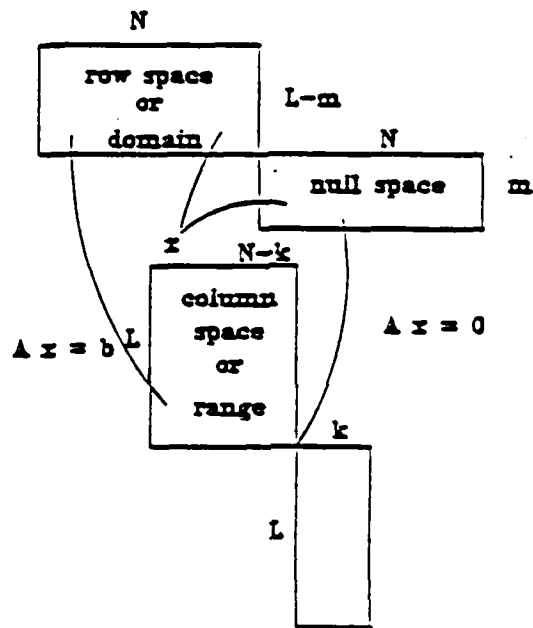 N
row space
or
domain
L-m
N
null space
m
x
N-k
column
space
or
range
L
A x = b
A x = 0
k
L